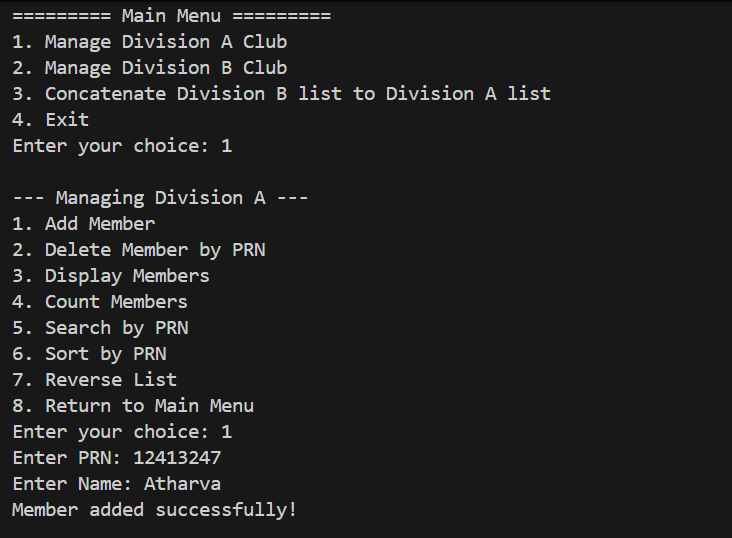 ========= Main Menu =========
1. Manage Division A Club
2. Manage Division B Club
3. Concatenate Division B list to Division A list
4. Exit
Enter your choice: 1
--- Managing Division A ---
1. Add Member
2. Delete Member by PRN
3. Display Members
4. Count Members
5. Search by PRN
6. Sort by PRN
7. Reverse List
8. Return to Main Menu
Enter your choice: 1
Enter PRN: 12413247
Enter Name: Atharva
Member added successfully!